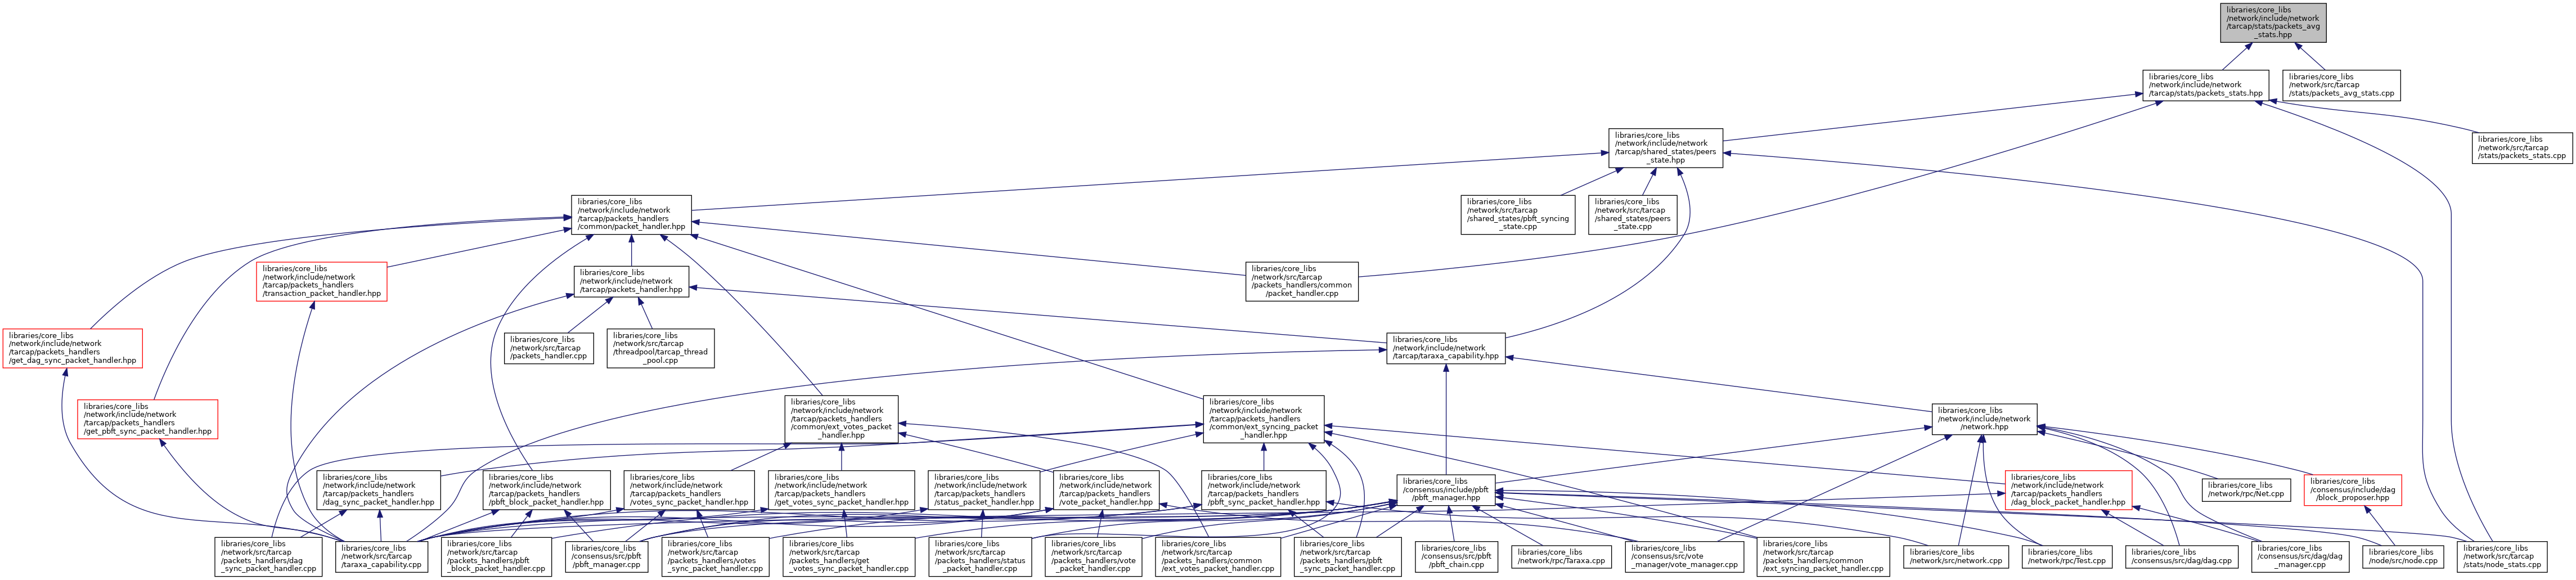 libraries/core_libs
/network/include/network
/tarcap/stats/packets_avg
_stats.hpp
libraries/core_libs
/network/include/network
/tarcap/stats/packets_stats.hpp
libraries/core_libs
/network/src/tarcap
/stats/packets_avg_stats.cpp
libraries/core_libs
/network/include/network
/tarcap/shared_states/peers
_state.hpp
libraries/core_libs
/network/src/tarcap
/stats/packets_stats.cpp
libraries/core_libs
/network/include/network
/tarcap/packets_handlers
/common/packet_handler.hpp
libraries/core_libs
/network/src/tarcap
/shared_states/pbft_syncing
_state.cpp
libraries/core_libs
/network/src/tarcap
/shared_states/peers
_state.cpp
libraries/core_libs
/network/include/network
/tarcap/packets_handlers
/transaction_packet_handler.hpp
libraries/core_libs
/network/include/network
/tarcap/packets_handler.hpp
libraries/core_libs
/network/src/tarcap
/packets_handlers/common
/packet_handler.cpp
libraries/core_libs
/network/include/network
/tarcap/packets_handlers
/get_dag_sync_packet_handler.hpp
libraries/core_libs
/network/src/tarcap
/packets_handler.cpp
libraries/core_libs
/network/src/tarcap
/threadpool/tarcap_thread
_pool.cpp
libraries/core_libs
/network/include/network
/tarcap/taraxa_capability.hpp
libraries/core_libs
/network/include/network
/tarcap/packets_handlers
/get_pbft_sync_packet_handler.hpp
libraries/core_libs
/network/include/network
/tarcap/packets_handlers
/common/ext_votes_packet
_handler.hpp
libraries/core_libs
/network/include/network
/tarcap/packets_handlers
/common/ext_syncing_packet
_handler.hpp
libraries/core_libs
/network/include/network
/network.hpp
libraries/core_libs
/network/include/network
/tarcap/packets_handlers
/dag_sync_packet_handler.hpp
libraries/core_libs
/network/include/network
/tarcap/packets_handlers
/pbft_block_packet_handler.hpp
libraries/core_libs
/network/include/network
/tarcap/packets_handlers
/votes_sync_packet_handler.hpp
libraries/core_libs
/network/include/network
/tarcap/packets_handlers
/get_votes_sync_packet_handler.hpp
libraries/core_libs
/network/include/network
/tarcap/packets_handlers
/status_packet_handler.hpp
libraries/core_libs
/network/include/network
/tarcap/packets_handlers
/vote_packet_handler.hpp
libraries/core_libs
/network/include/network
/tarcap/packets_handlers
/pbft_sync_packet_handler.hpp
libraries/core_libs
/consensus/include/pbft
/pbft_manager.hpp
libraries/core_libs
/network/include/network
/tarcap/packets_handlers
/dag_block_packet_handler.hpp
libraries/core_libs
/network/rpc/Net.cpp
libraries/core_libs
/consensus/include/dag
/block_proposer.hpp
libraries/core_libs
/network/src/tarcap
/packets_handlers/dag
_sync_packet_handler.cpp
libraries/core_libs
/network/src/tarcap
/taraxa_capability.cpp
libraries/core_libs
/network/src/tarcap
/packets_handlers/pbft
_block_packet_handler.cpp
libraries/core_libs
/consensus/src/pbft
/pbft_manager.cpp
libraries/core_libs
/network/src/tarcap
/packets_handlers/votes
_sync_packet_handler.cpp
libraries/core_libs
/network/src/tarcap
/packets_handlers/get
_votes_sync_packet_handler.cpp
libraries/core_libs
/network/src/tarcap
/packets_handlers/status
_packet_handler.cpp
libraries/core_libs
/network/src/tarcap
/packets_handlers/vote
_packet_handler.cpp
libraries/core_libs
/network/src/tarcap
/packets_handlers/common
/ext_votes_packet_handler.cpp
libraries/core_libs
/network/src/tarcap
/packets_handlers/pbft
_sync_packet_handler.cpp
libraries/core_libs
/consensus/src/pbft
/pbft_chain.cpp
libraries/core_libs
/network/rpc/Taraxa.cpp
libraries/core_libs
/consensus/src/vote
_manager/vote_manager.cpp
libraries/core_libs
/network/src/tarcap
/packets_handlers/common
/ext_syncing_packet_handler.cpp
libraries/core_libs
/network/src/network.cpp
libraries/core_libs
/network/rpc/Test.cpp
libraries/core_libs
/consensus/src/dag/dag.cpp
libraries/core_libs
/consensus/src/dag/dag
_manager.cpp
libraries/core_libs
/node/src/node.cpp
libraries/core_libs
/network/src/tarcap
/stats/node_stats.cpp